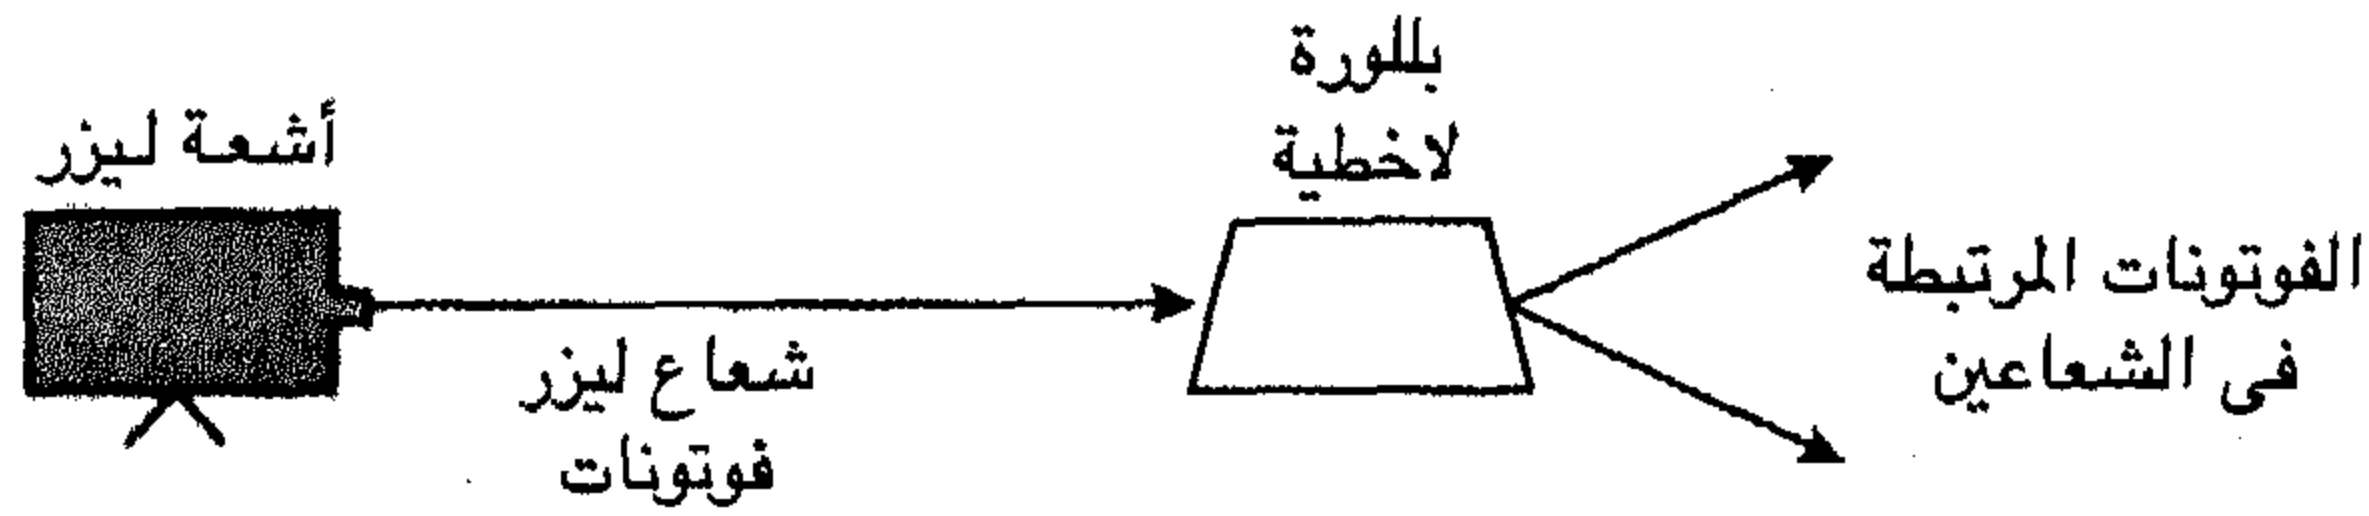 بللورة
لاخطية
أشعة ليزر
شعاع ليزر
فوتونات
الفوتونات المرتبطة
فى الشعاعين